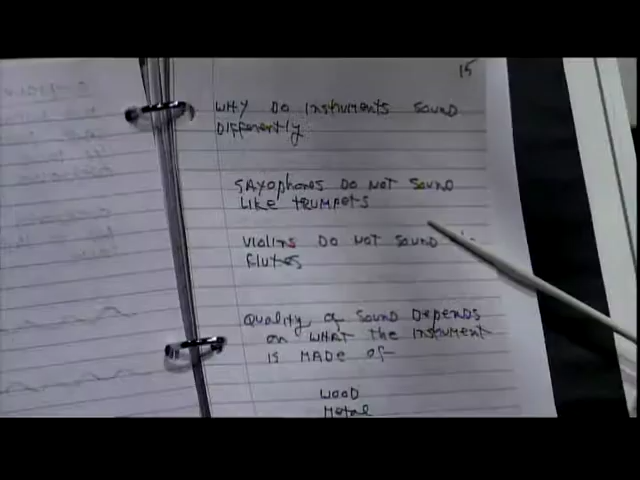 15
WHY DO INSTRUMENTS SOUND
DIFFERENTLY
SAXOPHONES DO NOT SOUND
LIKE TRUMPETS
VIOLINS DO NOT SOUND
FLUTES
QUALITY OF SOUND DEPENDS
ON WHAT THE INSTRUMENT
IS MADE OF
WOOD
METAL